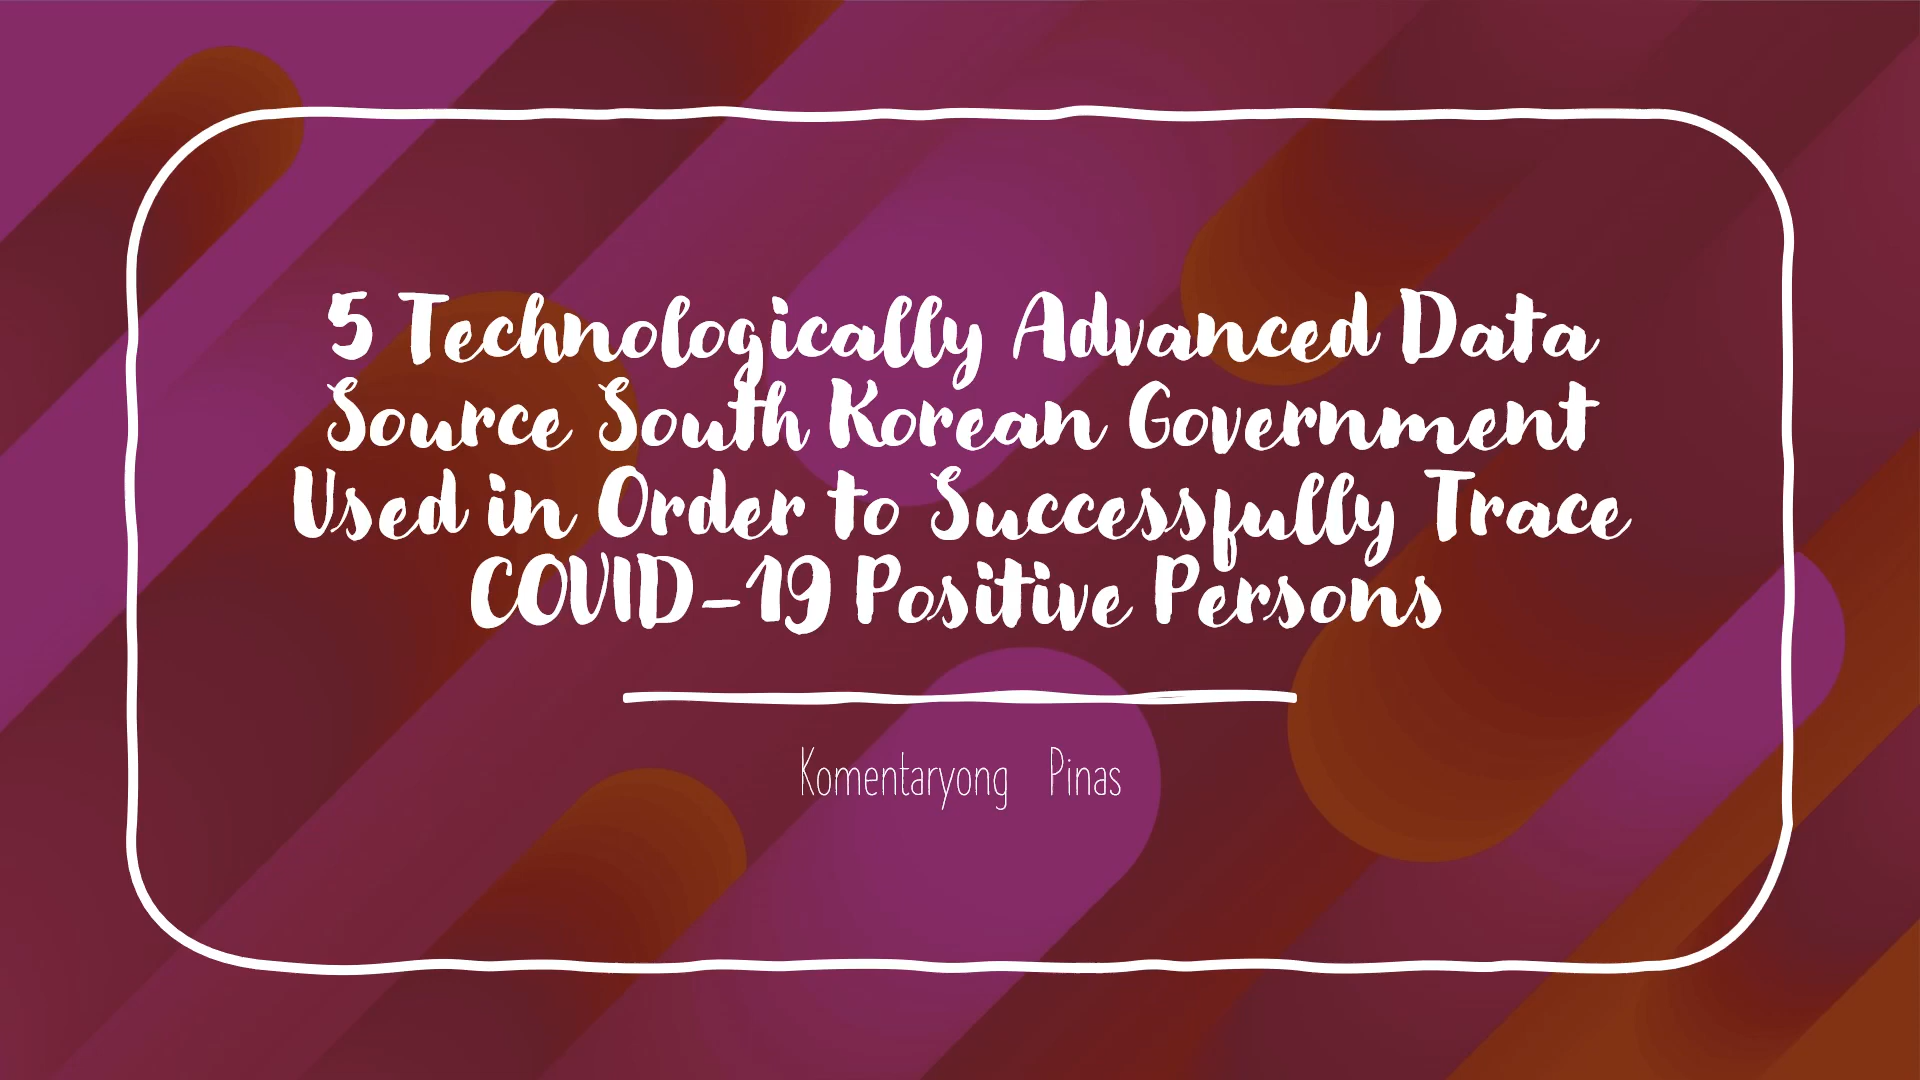 5 Technologically Advanced Data
Source South Korean Government
Used in Order to Successfully Trace
COVID-19 Positive Persons
Komentaryong Pinas